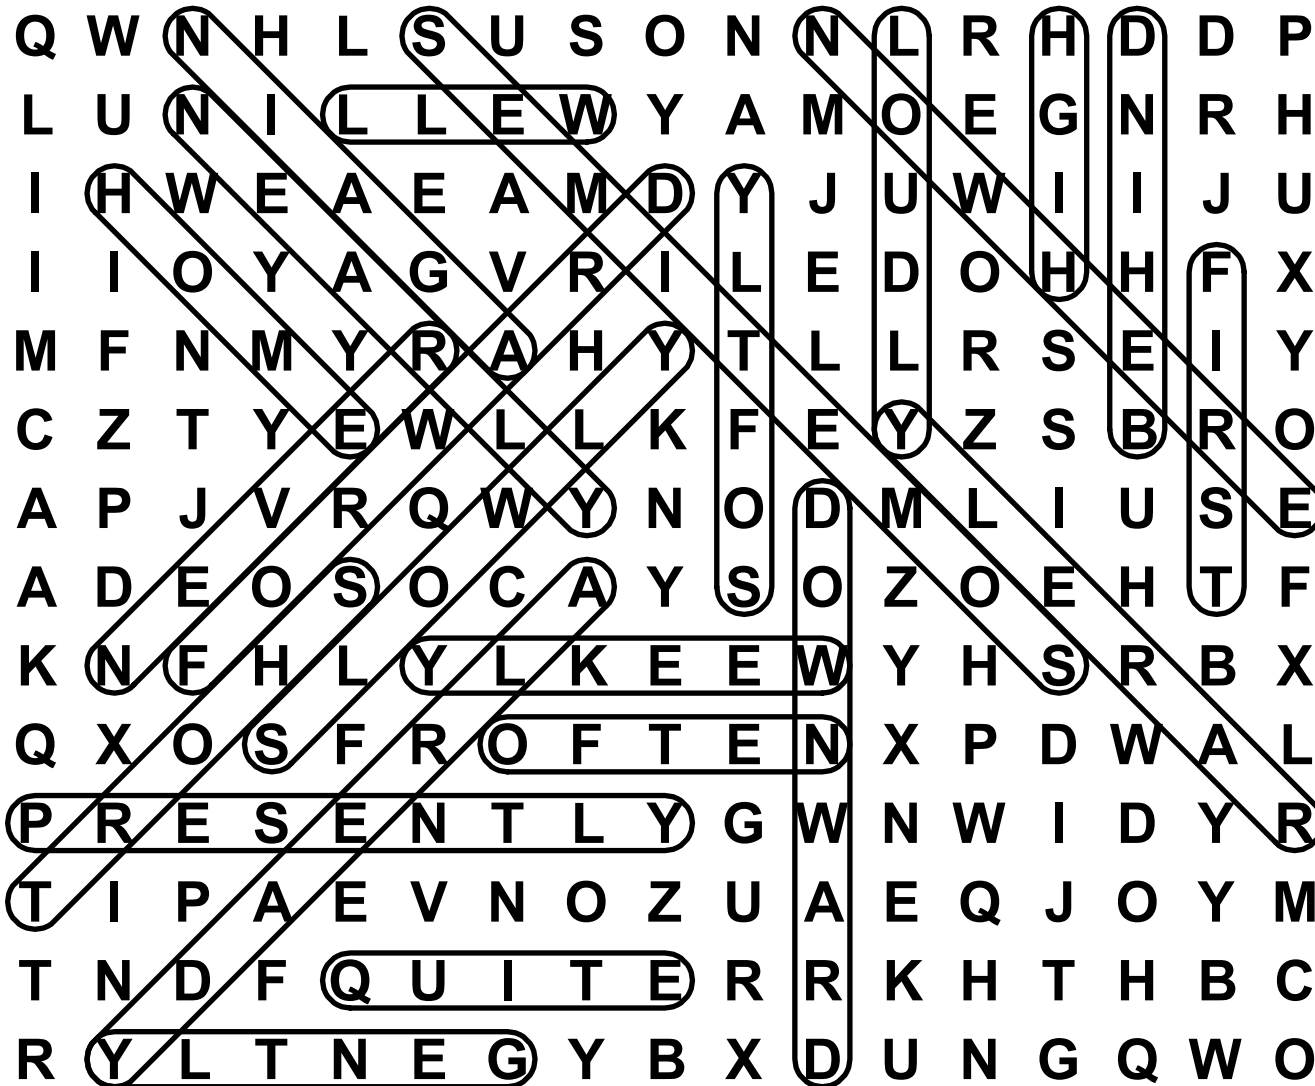 Q W N H L S U S O N N L R H D D P
L U N I L L E W Y A M O E G N R H
I H W E A E A M D Y J U W I I J U
I I O Y A G V R I L E D O H H F X
M F N M Y R A H Y T L L R S E I Y
C Z T Y E W L L K F E Y Z S B R O
A P J V R Q W Y N O D M L I U S E
A D E O S O C A Y S O Z O E H T F
K N F H L Y L K E E W Y H S R B X
Q X O S F R O F T E N X P D W A L
P R E S E N T L Y G W N W I D Y R
T I P A E V N O Z U A E Q J O Y M
T N D F Q U I T E R R K H T H B C
R Y L T N E G Y B X D U N G Q W O